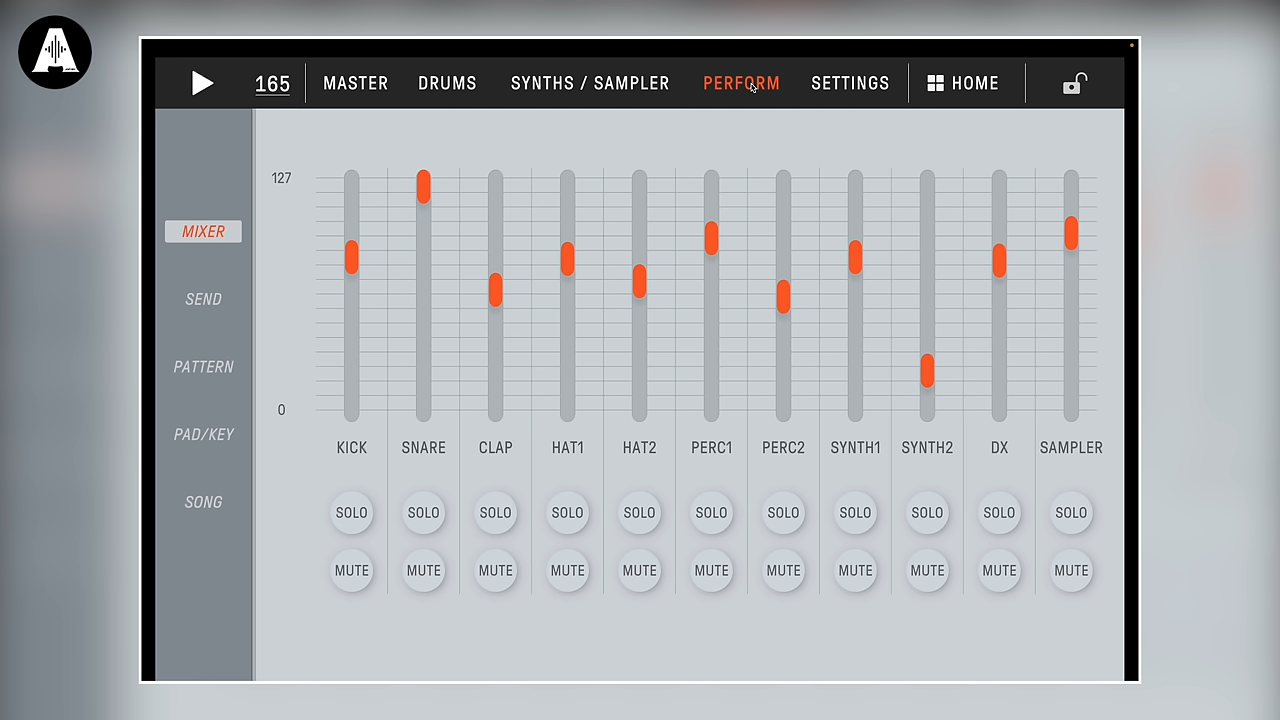 165 MASTER DRUMS SYNTHS / SAMPLER PERFORM SETTINGS HOME
127
MIXER
SEND
PATTERN
0
PAD/KEY
KICK SNARE CLAP HAT1 HAT2 PERC1 PERC2 SYNTH1 SYNTH2 DX SAMPLER
SONG
SOLO SOLO SOLO SOLO SOLO SOLO SOLO SOLO SOLO SOLO SOLO
MUTE MUTE MUTE MUTE MUTE MUTE MUTE MUTE MUTE MUTE MUTE